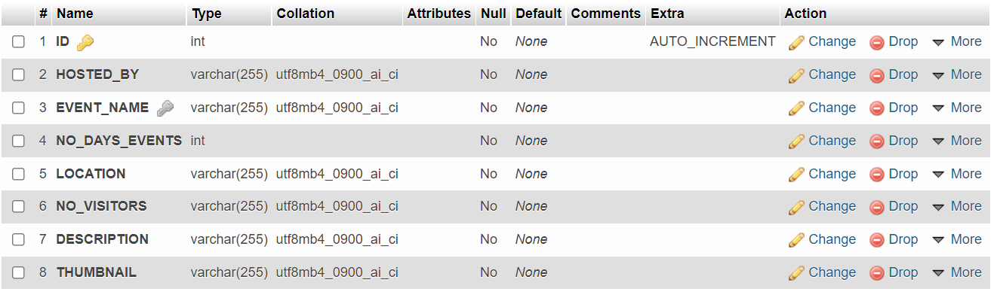 # Name Type Collation Attributes Null Default Comments Extra Action
1 ID int No None AUTO_INCREMENT Change Drop More
2 HOSTED_BY varchar(255) utf8mb4_0900_ai_ci No None Change Drop More
3 EVENT_NAME varchar(255) utf8mb4_0900_ai_ci No None Change Drop More
4 NO_DAYS_EVENTS int No None Change Drop More
5 LOCATION varchar(255) utf8mb4_0900_ai_ci No None Change Drop More
6 NO_VISITORS varchar(255) utf8mb4_0900_ai_ci No None Change Drop More
7 DESCRIPTION varchar(255) utf8mb4_0900_ai_ci No None Change Drop More
8 THUMBNAIL varchar(255) utf8mb4_0900_ai_ci No None Change Drop More